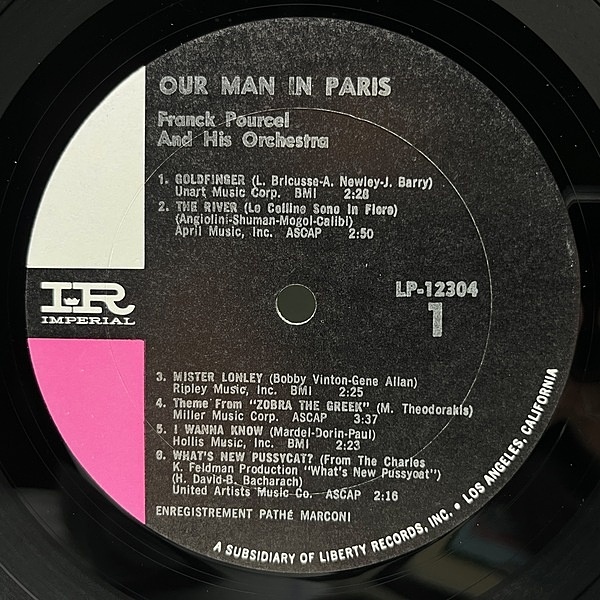 OUR MAN IN PARIS
Franck Pourcel
And His Orchestra
1. GOLDFINGER (L. Bricusse-A. Newley-J. Barry)
Unart Music Corp. BMI 2:28
2. THE RIVER (Le Colline Sono In Fiore)
(Angiolini-Shuman-Mogol-Calibi)
April Music, Inc. ASCAP 2:50
IR
IMPERIAL
LP-12304
1
3. MISTER LONLEY (Bobby Vinton-Gene Allan)
Ripley Music, Inc. BMI 2:25
4. Theme From "ZOBRA THE GREEK" (M. Theodorakis)
Miller Music Corp. ASCAP 3:37
5. I WANNA KNOW (Mardel-Dorin-Paul)
Hollis Music, Inc. BMI 2:23
6. WHAT'S NEW PUSSYCAT? (From The Charles
K. Feldman Production "What's New Pussycat")
(H. David-B. Bacharach)
United Artists Music Co. ASCAP 2:16
ENREGISTREMENT PATHÉ MARCONI
A SUBSIDIARY OF LIBERTY RECORDS, INC. • LOS ANGELES, CALIFORNIA